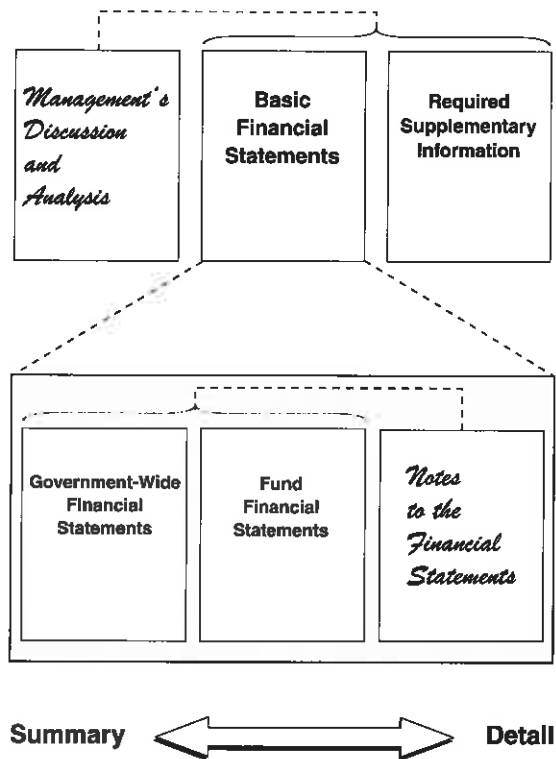 Management's
Discussion
and
Analysis
Basic
Financial
Statements
Required
Supplementary
Information
Government-Wide
Financial
Statements
Fund
Financial
Statements
Notes
to the
Financial
Statements
Summary
Detail